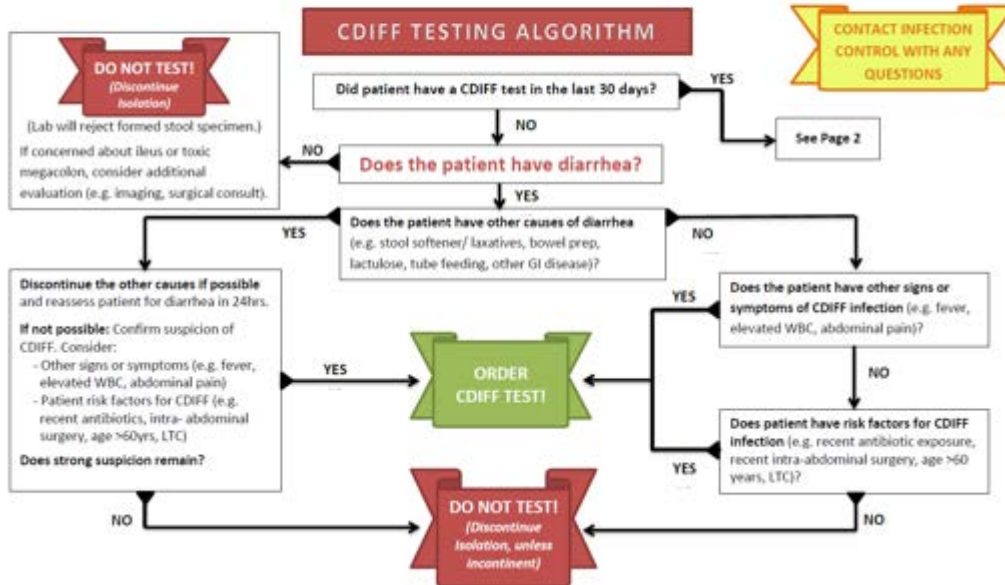 CDIFF TESTING ALGORITHM
CONTACT INFECTION
CONTROL WITH ANY
QUESTIONS
DO NOT TEST!
(Discontinue
Isolation)
(Lab will reject formed stool specimen.)
If concerned about ileus or toxic
megacolon, consider additional
evaluation (e.g. imaging, surgical consult).
Did patient have a CDIFF test in the last 30 days?
YES
See Page 2
NO
NO
Does the patient have diarrhea?
YES
YES
Does the patient have other causes of diarrhea
(e.g. stool softener/ laxatives, bowel prep,
lactulose, tube feeding, other GI disease)?
NO
Discontinue the other causes if possible
and reassess patient for diarrhea in 24hrs.
If not possible: Confirm suspicion of
CDIFF. Consider:
- Other signs or symptoms (e.g. fever,
elevated WBC, abdominal pain)
- Patient risk factors for CDIFF (e.g.
recent antibiotics, intra- abdominal
surgery, age >60yrs, LTC)
Does strong suspicion remain?
YES
ORDER
CDIFF TEST!
YES
Does the patient have other signs or
symptoms of CDIFF infection (e.g. fever,
elevated WBC, abdominal pain)?
NO
YES
Does patient have risk factors for CDIFF
infection (e.g. recent antibiotic exposure,
recent intra-abdominal surgery, age >60
years, LTC)?
NO
DO NOT TEST!
(Discontinue
Isolation, unless
incontinent)
NO